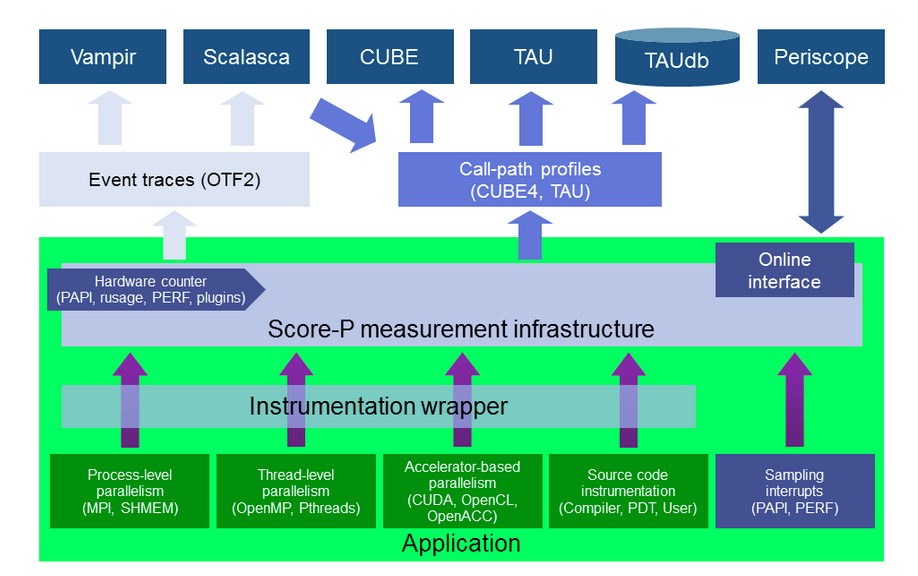 Vampir
Scalasca
CUBE
TAU
TAUdb
Periscope
Event traces (OTF2)
Call-path profiles
(CUBE4, TAU)
Online
interface
Hardware counter
(PAPI, rusage, PERF, plugins)
Score-P measurement infrastructure
Instrumentation wrapper
Process-level
parallelism
(MPI, SHMEM)
Thread-level
parallelism
(OpenMP, Pthreads)
Accelerator-based
parallelism
(CUDA, OpenCL,
OpenACC)
Source code
instrumentation
(Compiler, PDT, User)
Sampling
interrupts
(PAPI, PERF)
Application